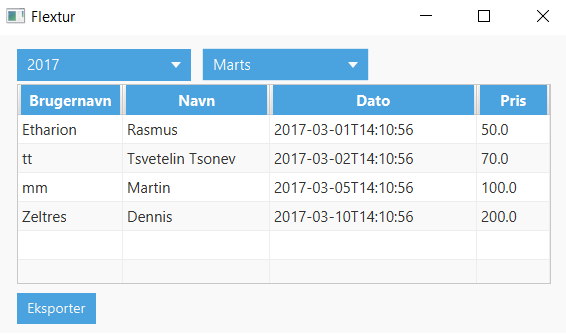 Flextur
2017 Marts
Brugernavn Navn Dato Pris
Etharion Rasmus 2017-03-01T14:10:56 50.0
tt Tsvetelin Tsonev 2017-03-02T14:10:56 70.0
mm Martin 2017-03-05T14:10:56 100.0
Zeltres Dennis 2017-03-10T14:10:56 200.0
Eksporter